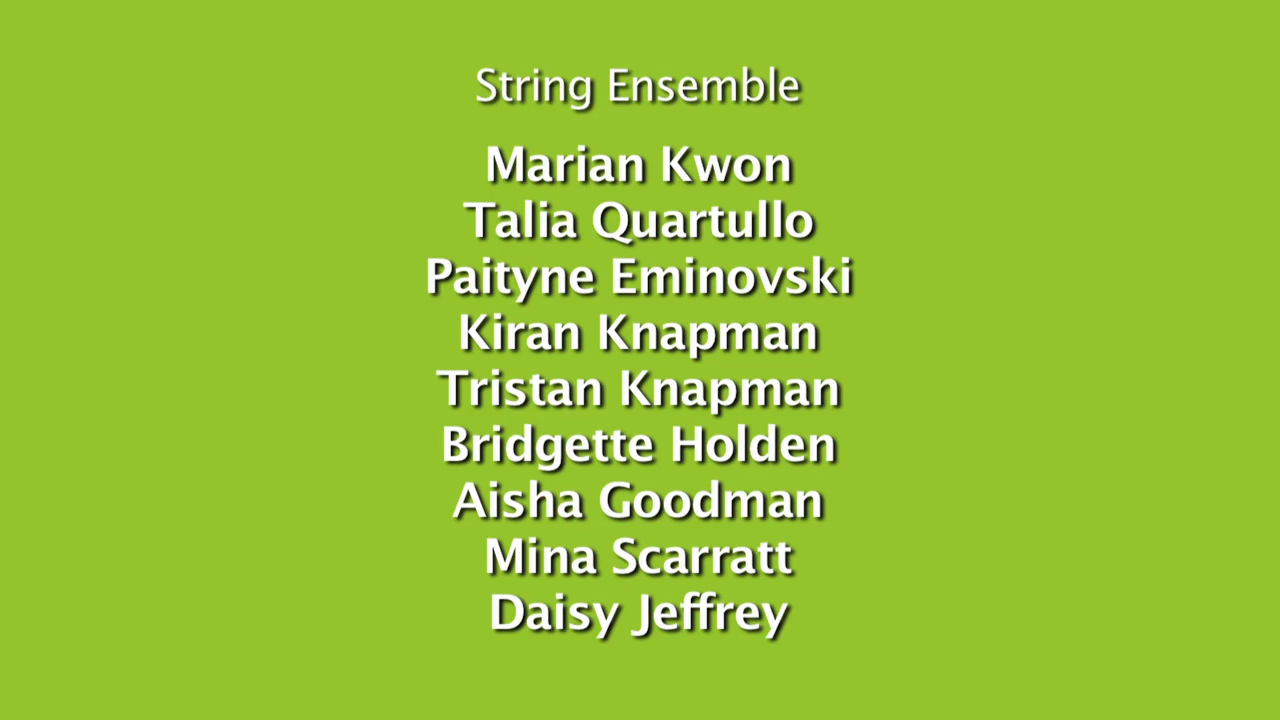 String Ensemble
Marian Kwon
Talia Quartullo
Paityne Eminovski
Kiran Knapman
Tristan Knapman
Bridgette Holden
Aisha Goodman
Mina Scarratt
Daisy Jeffrey